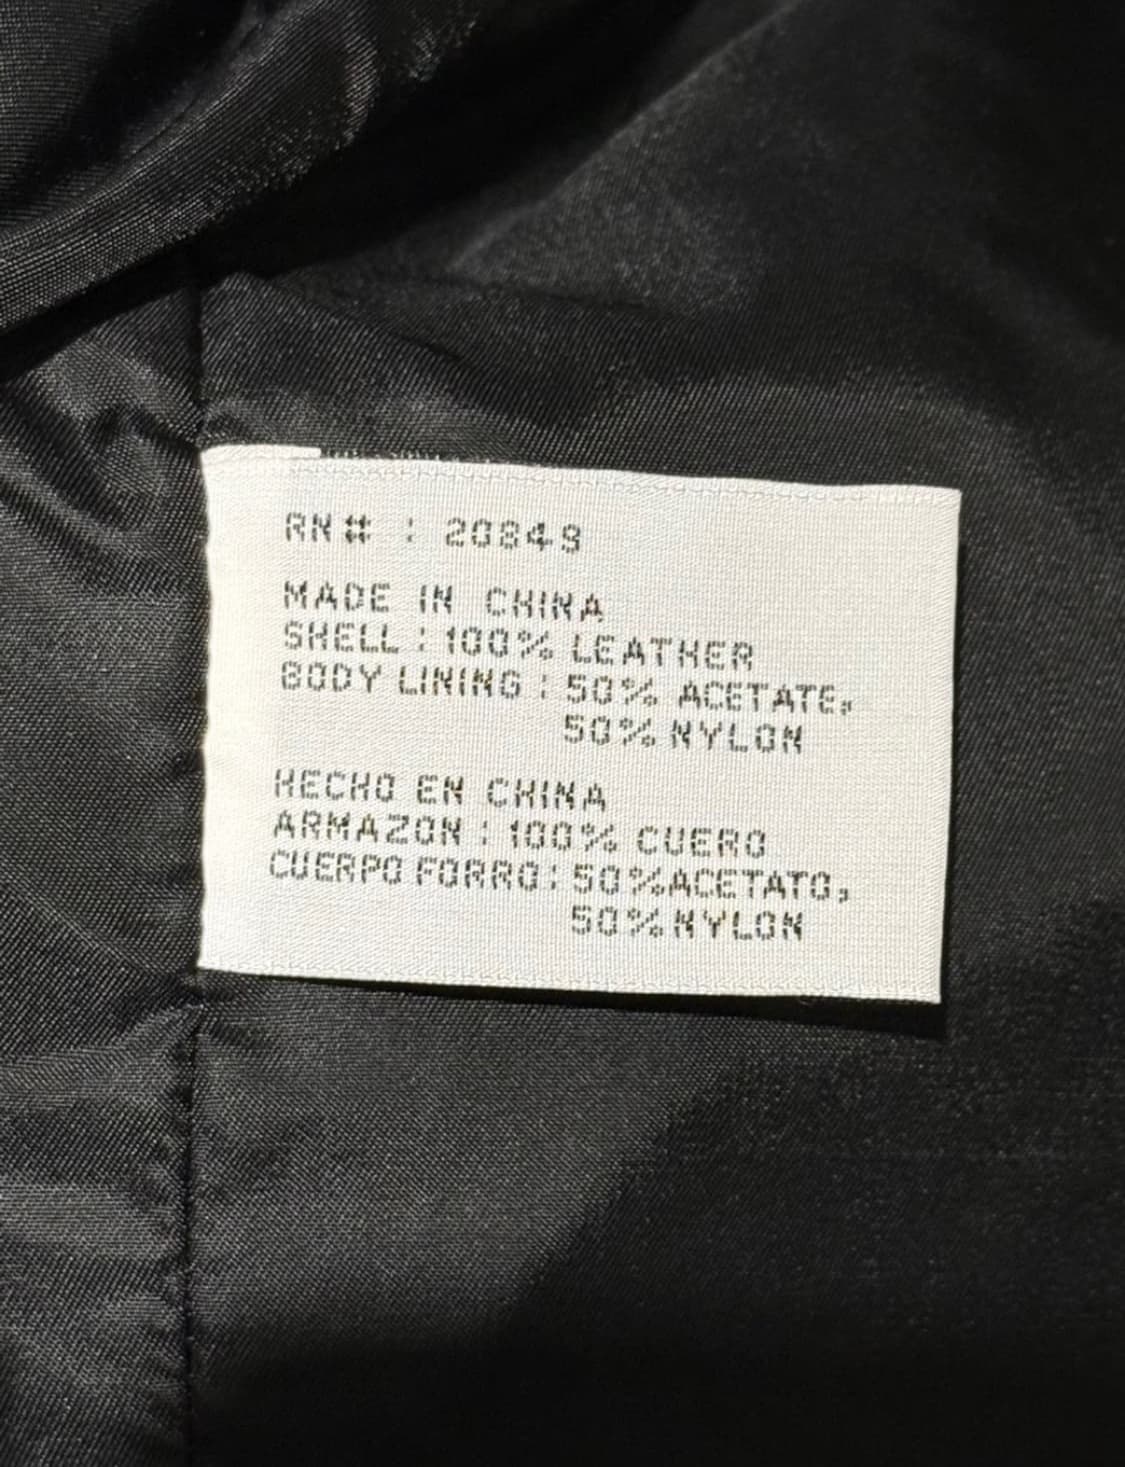 RN# : 20849
MADE IN CHINA
SHELL : 100% LEATHER
BODY LINING : 50% ACETATE,
50% NYLON
HECHO EN CHINA
ARMAZON : 100% CUERO
CUERPO FORRO: 50%ACETATO,
50%NYLON